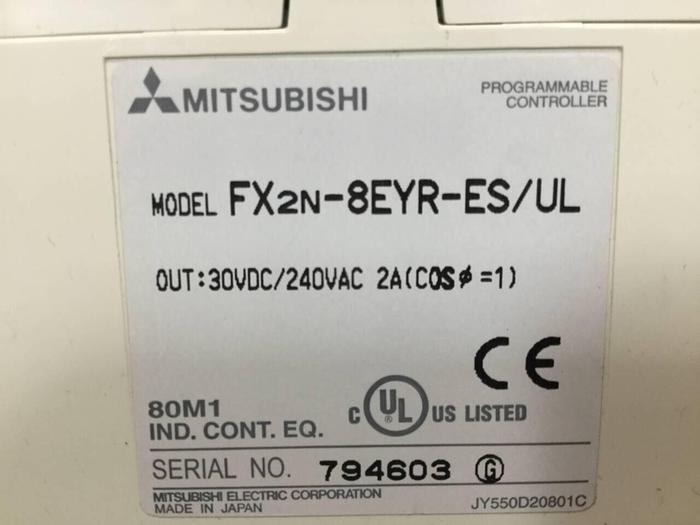 MITSUBISHI
PROGRAMMABLE
CONTROLLER
MODEL FX2N-8EYR-ES/UL
OUT:30VDC/240VAC 2A(COSφ=1)
CE
80M1
IND. CONT. EQ.
C UL US LISTED
SERIAL NO. 794603 G
MITSUBISHI ELECTRIC CORPORATION
MADE IN JAPAN
JY550D20801C